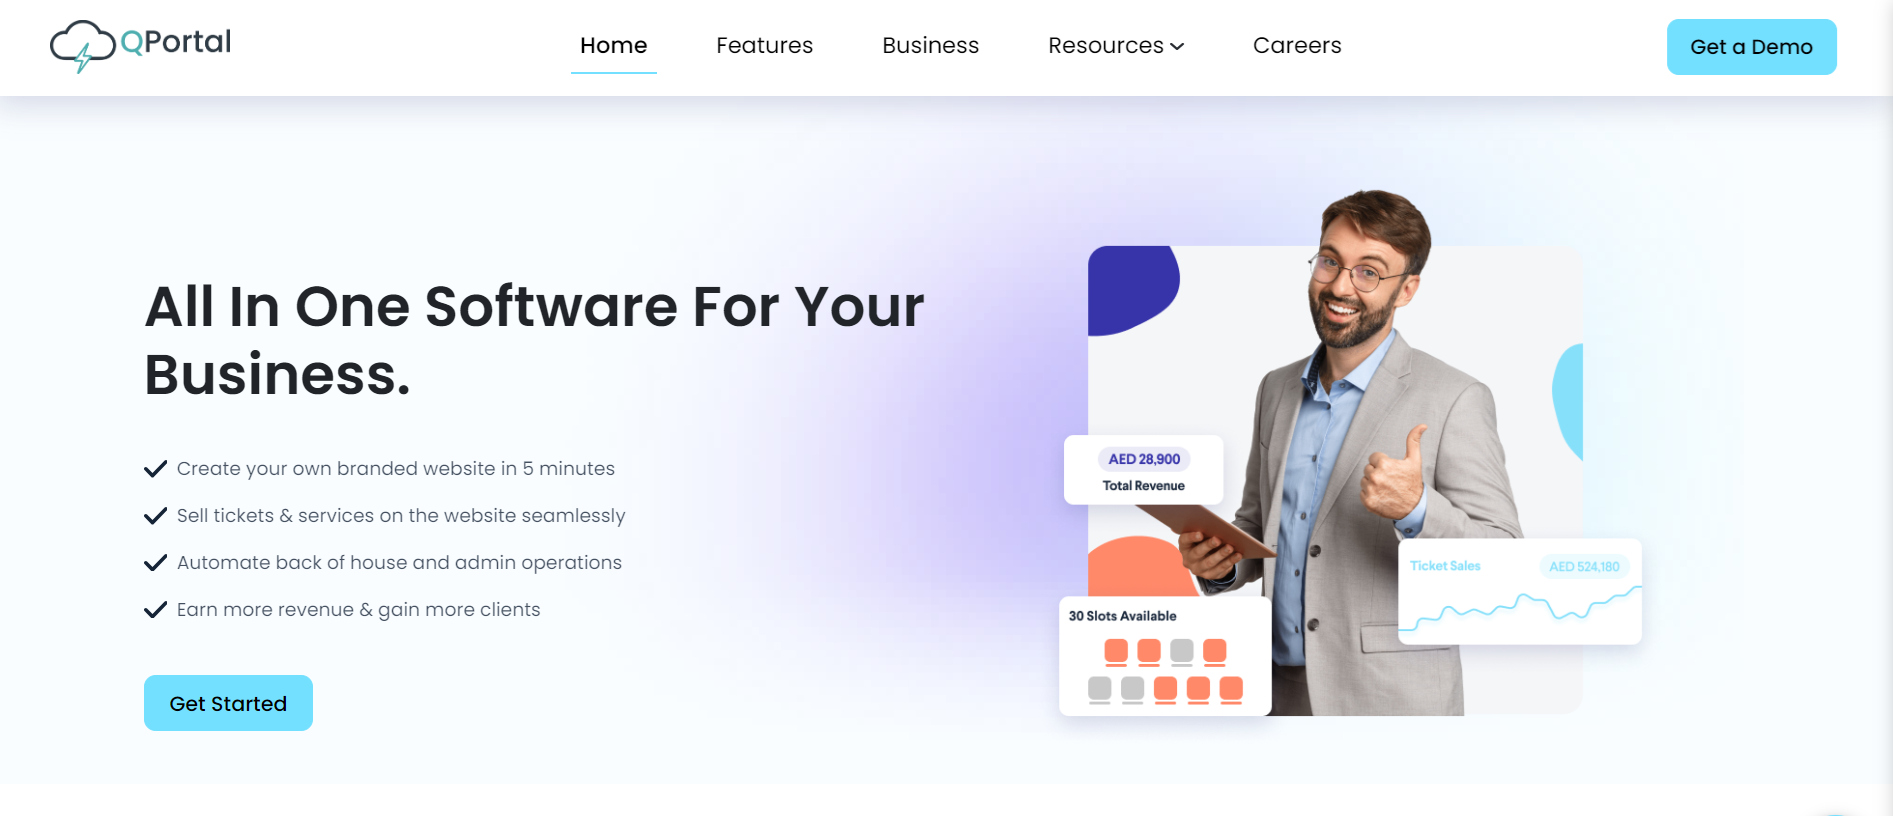 QPortal
Home
Features
Business
Resources
Careers
Get a Demo
All In One Software For Your
Business.
Create your own branded website in 5 minutes
Sell tickets & services on the website seamlessly
Automate back of house and admin operations
Earn more revenue & gain more clients
Get Started
AED 28,900
Total Revenue
Ticket Sales
AED 524,180
30 Slots Available